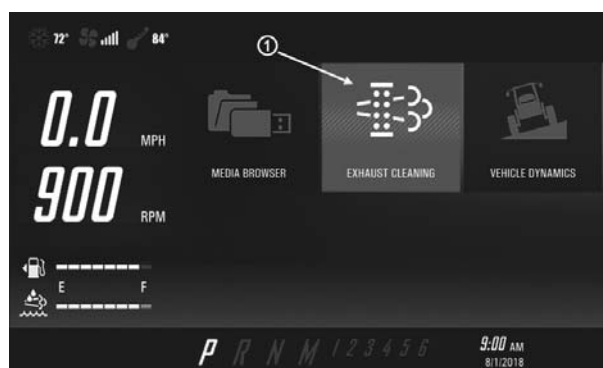 72° 84°
①
0.0 MPH
MEDIA BROWSER EXHAUST CLEANING VEHICLE DYNAMICS
900 RPM
E F
P R N M 1 2 3 4 5 6 9:00 AM
8/1/2018